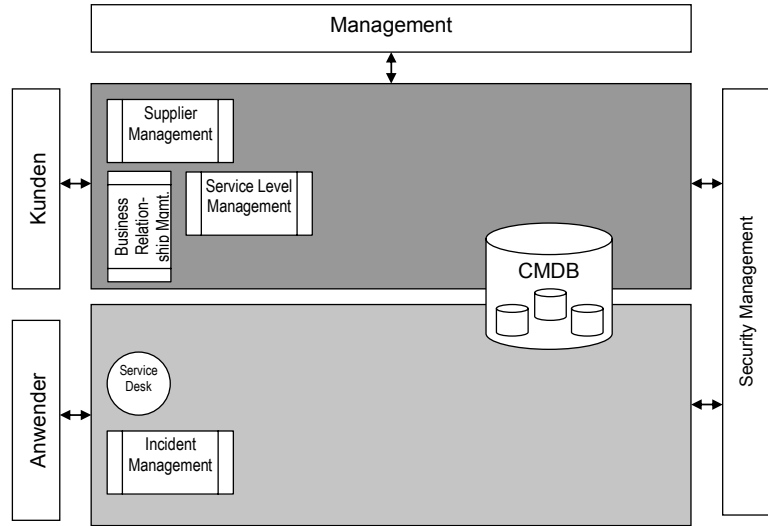 Management
Kunden
Supplier
Management
Business
Relation-
ship Mgmt.
Service Level
Management
CMDB
Security Management
Anwender
Service
Desk
Incident
Management